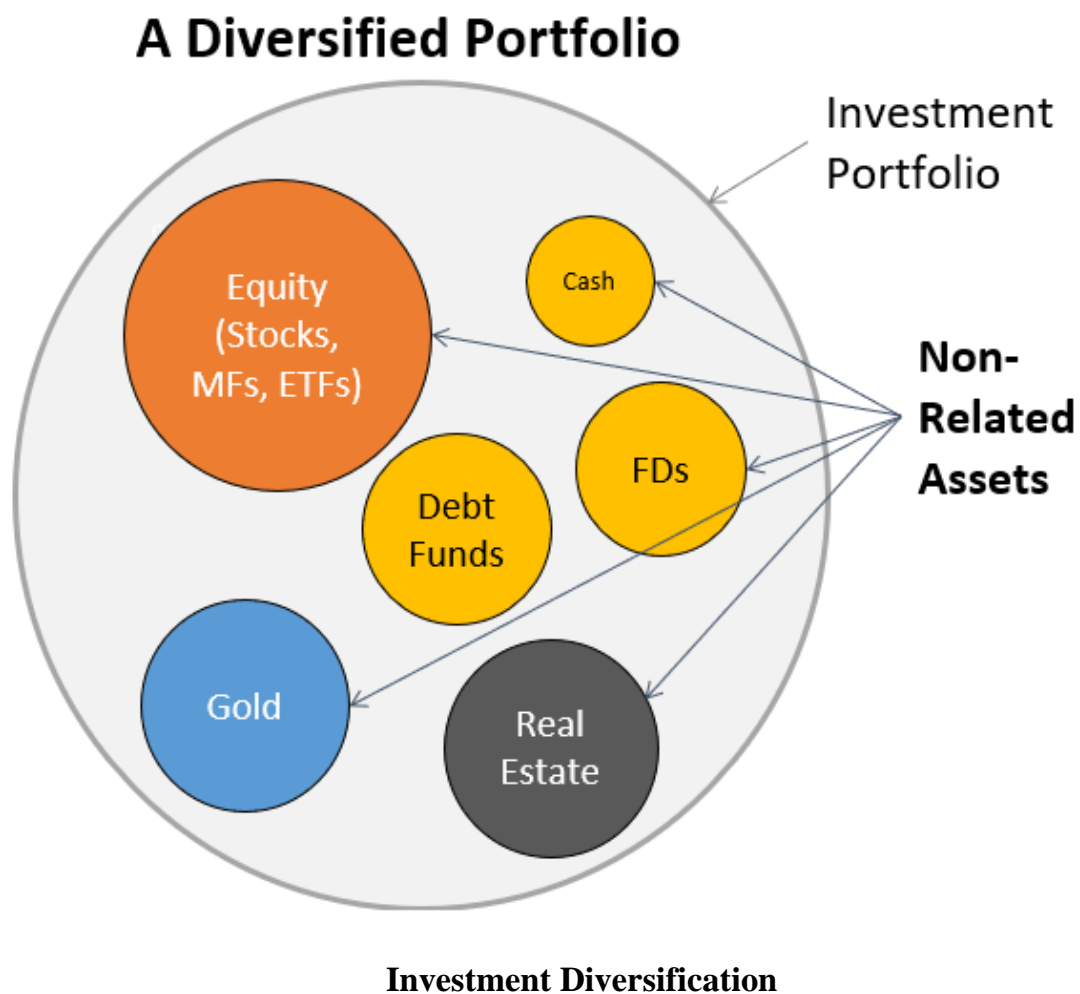 A Diversified Portfolio
Investment
Portfolio
Equity
(Stocks,
MFs, ETFs)
Cash
Non-
Related
Assets
FDs
Debt
Funds
Gold
Real
Estate
Investment Diversification